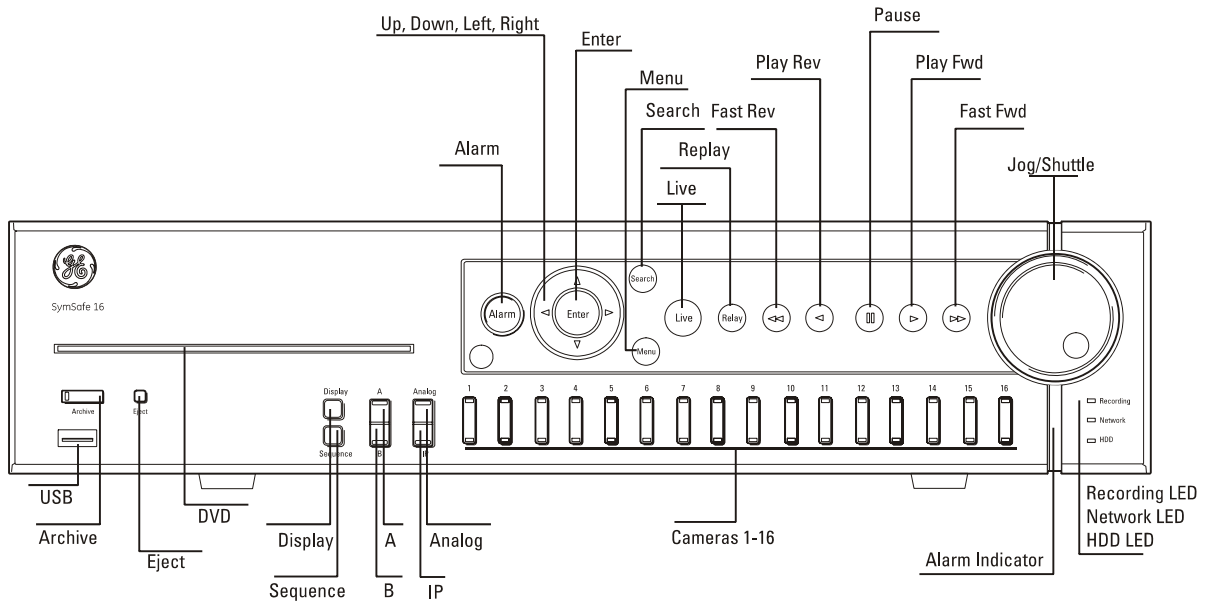 Up, Down, Left, Right
Enter
Pause
Menu
Play Rev
Play Fwd
Search
Fast Rev
Fast Fwd
Alarm
Replay
Jog/Shuttle
Live
SymSafe 16
Alarm
Enter
Search
Menu
Live
Relay
Archive
Eject
Display
Sequence
A
B
Analog
IP
1 2 3 4 5 6 7 8 9 10 11 12 13 14 15 16
Recording
Network
HDD
USB
DVD
Archive
Eject
Display
Sequence
A
B
Analog
IP
Cameras 1-16
Alarm Indicator
Recording LED
Network LED
HDD LED